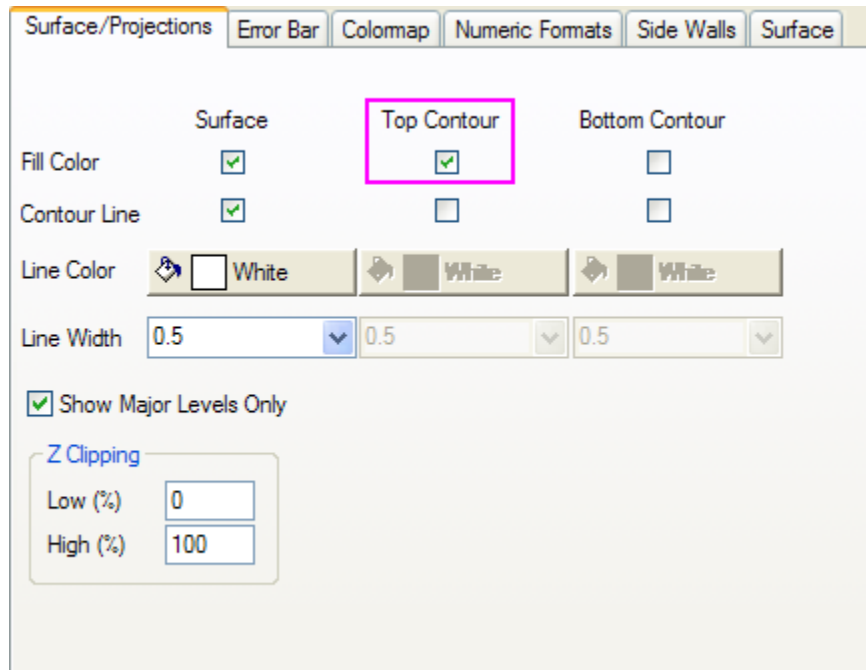 Surface/Projections Error Bar Colormap Numeric Formats Side Walls Surface
Surface Top Contour Bottom Contour
Fill Color
Contour Line
Line Color White White White
Line Width 0.5 0.5 0.5
Show Major Levels Only
Z Clipping
Low (%) 0
High (%) 100